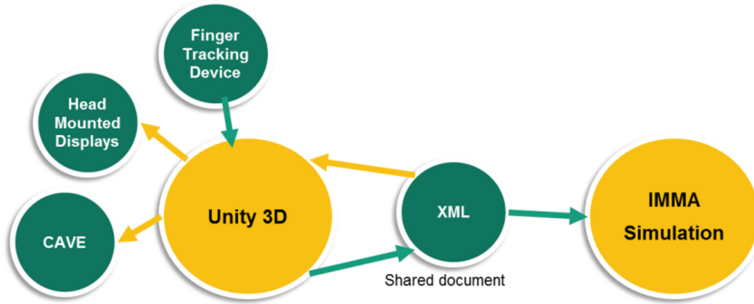 Finger
Tracking
Device
Head
Mounted
Displays
Unity 3D
CAVE
XML
Shared document
IMMA
Simulation